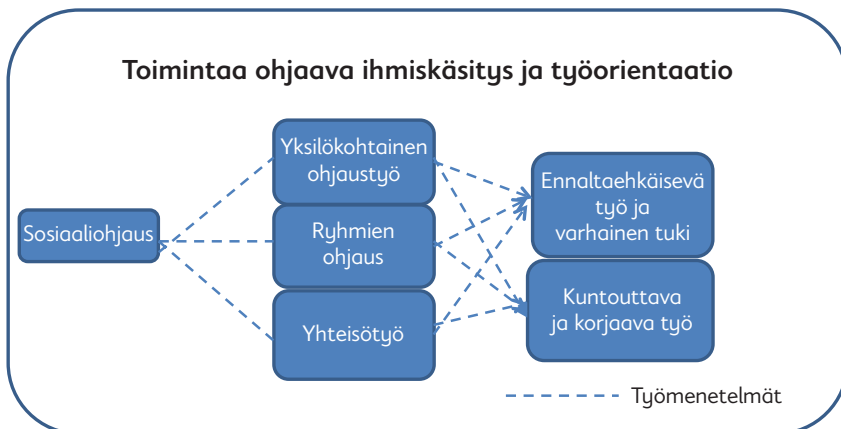 Toimintaa ohjaava ihmiskäsitys ja työorientaatio
Sosiaaliohjaus
Yksilökohtainen
ohjaustyö
Ryhmien
ohjaus
Yhteisötyö
Ennaltaehkäisevä
työ ja
varhainen tuki
Kuntouttava
ja korjaava työ
Työmenetelmät